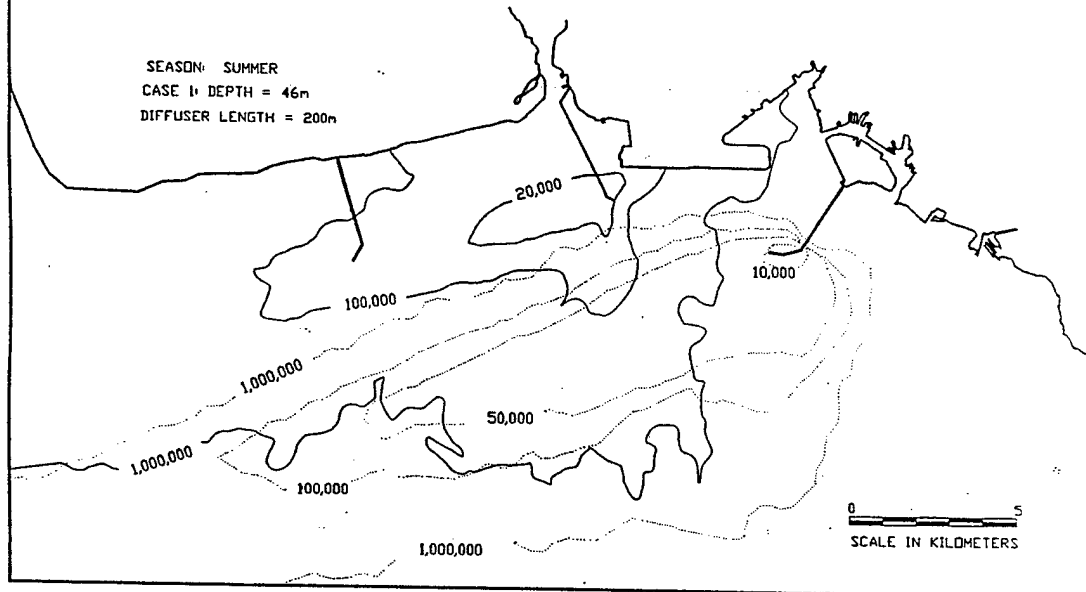 SEASON: SUMMER
CASE 1: DEPTH = 46m
DIFFUSER LENGTH = 200m
20,000
10,000
100,000
1,000,000
50,000
1,000,000
100,000
1,000,000
0 5
SCALE IN KILOMETERS